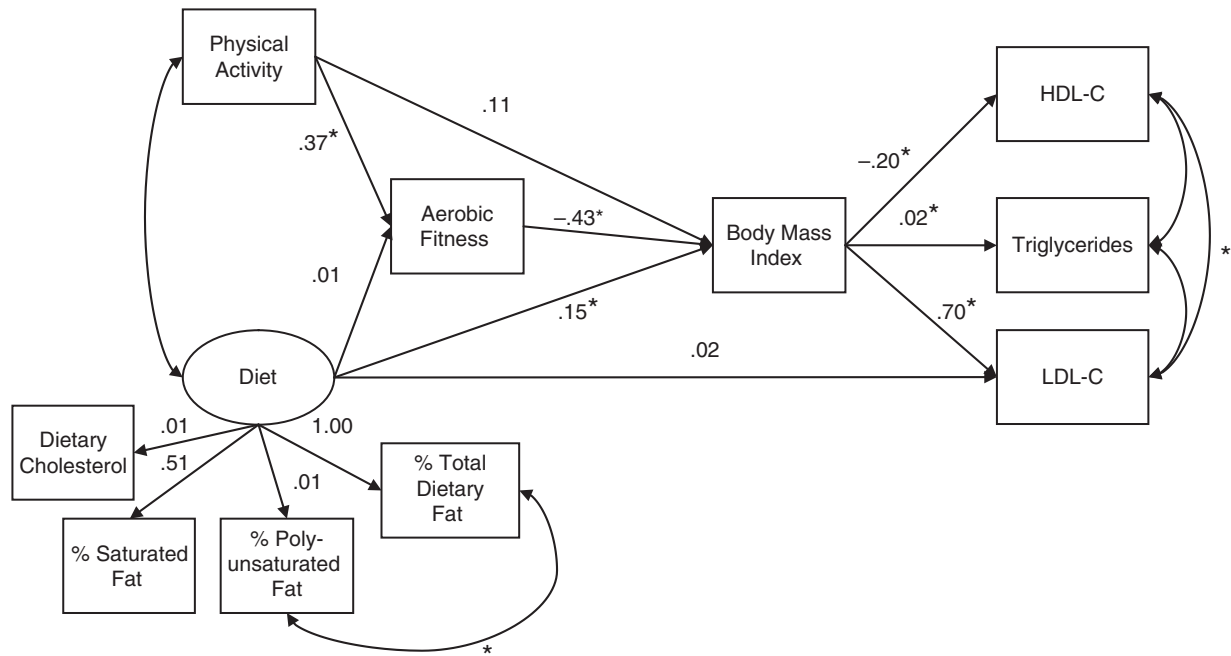 Physical
Activity
HDL-C
.11
.37*
–.20*
Aerobic
Fitness
–.43*
Body Mass
Index
.02*
Triglycerides
*
.01
.15*
.70*
Diet
.02
LDL-C
Dietary
Cholesterol
.01
1.00
.51
.01
% Total
Dietary
Fat
% Saturated
Fat
% Poly-
unsaturated
Fat
*